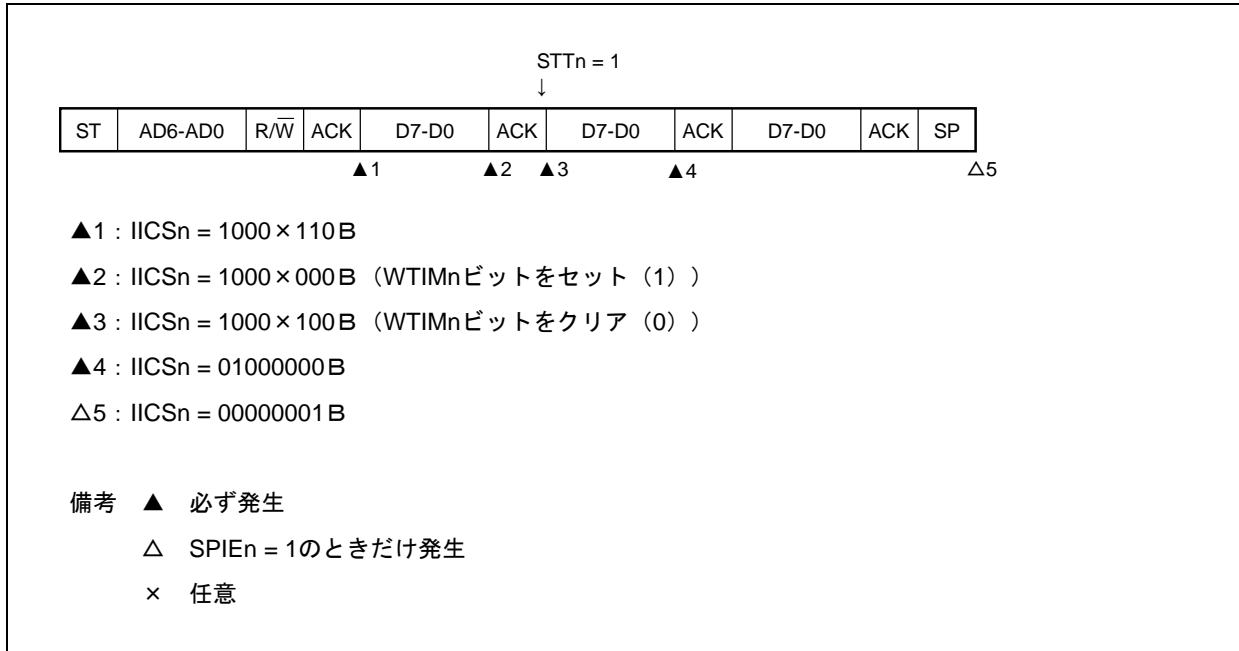 STTn = 1
↓
ST AD6-AD0 R/W̅ ACK D7-D0 ACK D7-D0 ACK D7-D0 ACK SP
▲1 ▲2 ▲3 ▲4 △5
▲1：IICSn = 1000×110B
▲2：IICSn = 1000×000B（WTIMnビットをセット（1））
▲3：IICSn = 1000×100B（WTIMnビットをクリア（0））
▲4：IICSn = 01000000B
△5：IICSn = 00000001B
備考 ▲ 必ず発生
△ SPIEn = 1のときだけ発生
× 任意